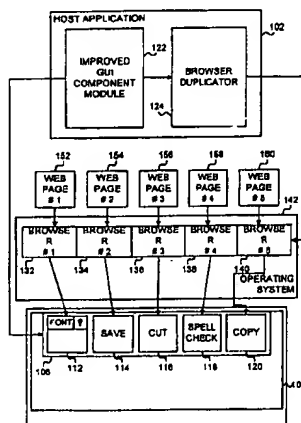 HOST APPLICATION
102
IMPROVED
GUI
COMPONENT
MODULE
122
BROWSER
DUPLICATOR
124
152
154
156
158
160
WEB
PAGE
# 1
WEB
PAGE
# 2
WEB
PAGE
# 3
WEB
PAGE
# 4
WEB
PAGE
# 5
142
BROWSE
R
# 1
BROWSE
R
# 2
BROWSE
R
# 3
BROWSE
R
# 4
BROWSE
R
# 5
132
134
136
138
140
OPERATING
SYSTEM
FONT
SAVE
CUT
SPELL
CHECK
COPY
112
114
116
118
120